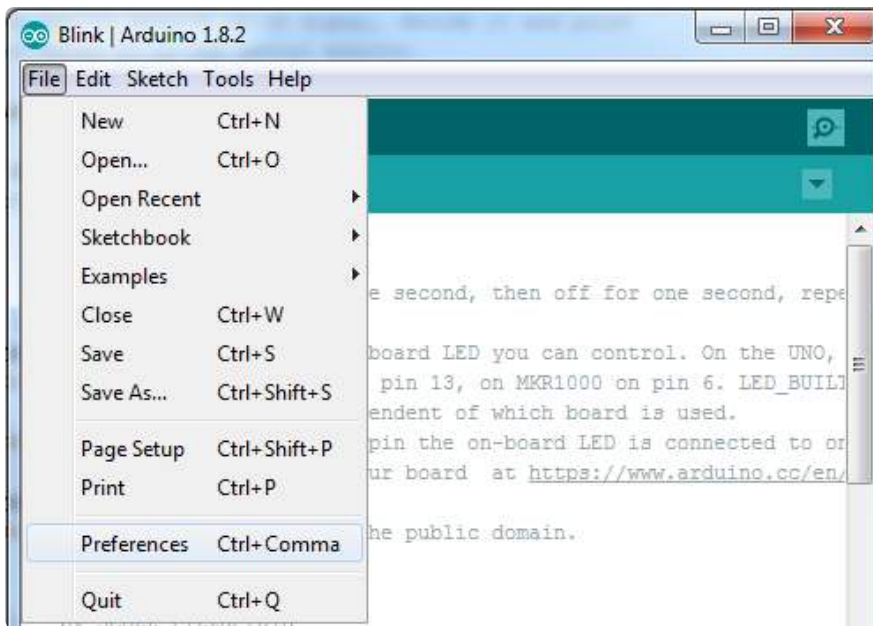 Blink | Arduino 1.8.2
File Edit Sketch Tools Help
New Ctrl+N
Open... Ctrl+O
Open Recent
Sketchbook
Examples
e second, then off for one second, repe
Close Ctrl+W
Save Ctrl+S
board LED you can control. On the UNO,
Save As... Ctrl+Shift+S
pin 13, on MKR1000 on pin 6. LED_BUILT
endent of which board is used.
Page Setup Ctrl+Shift+P
pin the on-board LED is connected to on
ur board at https://www.arduino.cc/en/
Print Ctrl+P
he public domain.
Preferences Ctrl+Comma
Quit Ctrl+Q